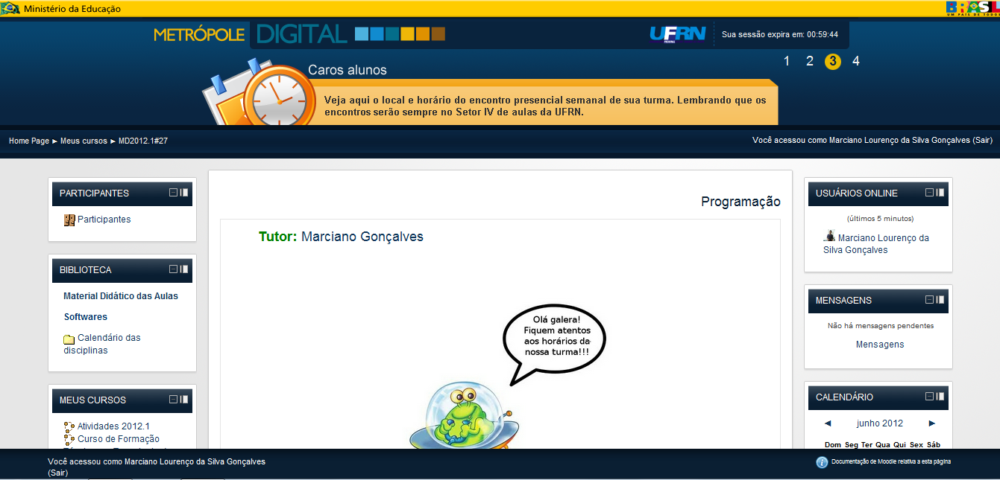 Ministério da Educação
BRASIL
UM PAÍS DE TODOS
METRÓPOLE DIGITAL
UFRN
Sua sessão expira em: 00:59:44
1 2 3 4
Caros alunos
Veja aqui o local e horário do encontro presencial semanal de sua turma. Lembrando que os
encontros serão sempre no Setor IV de aulas da UFRN.
Home Page ► Meus cursos ► MD2012.1#27
Você acessou como Marciano Lourenço da Silva Gonçalves (Sair)
PARTICIPANTES
Participantes
BIBLIOTECA
Material Didático das Aulas
Softwares
Calendário das
disciplinas
MEUS CURSOS
Atividades 2012.1
Curso de Formação
Programação
Tutor: Marciano Gonçalves
Olá galera!
Fiquem atentos
aos horários da
nossa turma!!!
USUÁRIOS ONLINE
(últimos 5 minutos)
Marciano Lourenço da
Silva Gonçalves
MENSAGENS
Não há mensagens pendentes
Mensagens
CALENDÁRIO
◄ junho 2012 ►
Dom Seg Ter Qua Qui Sex Sáb
Você acessou como Marciano Lourenço da Silva Gonçalves
(Sair)
Documentação de Moodle relativa a esta página